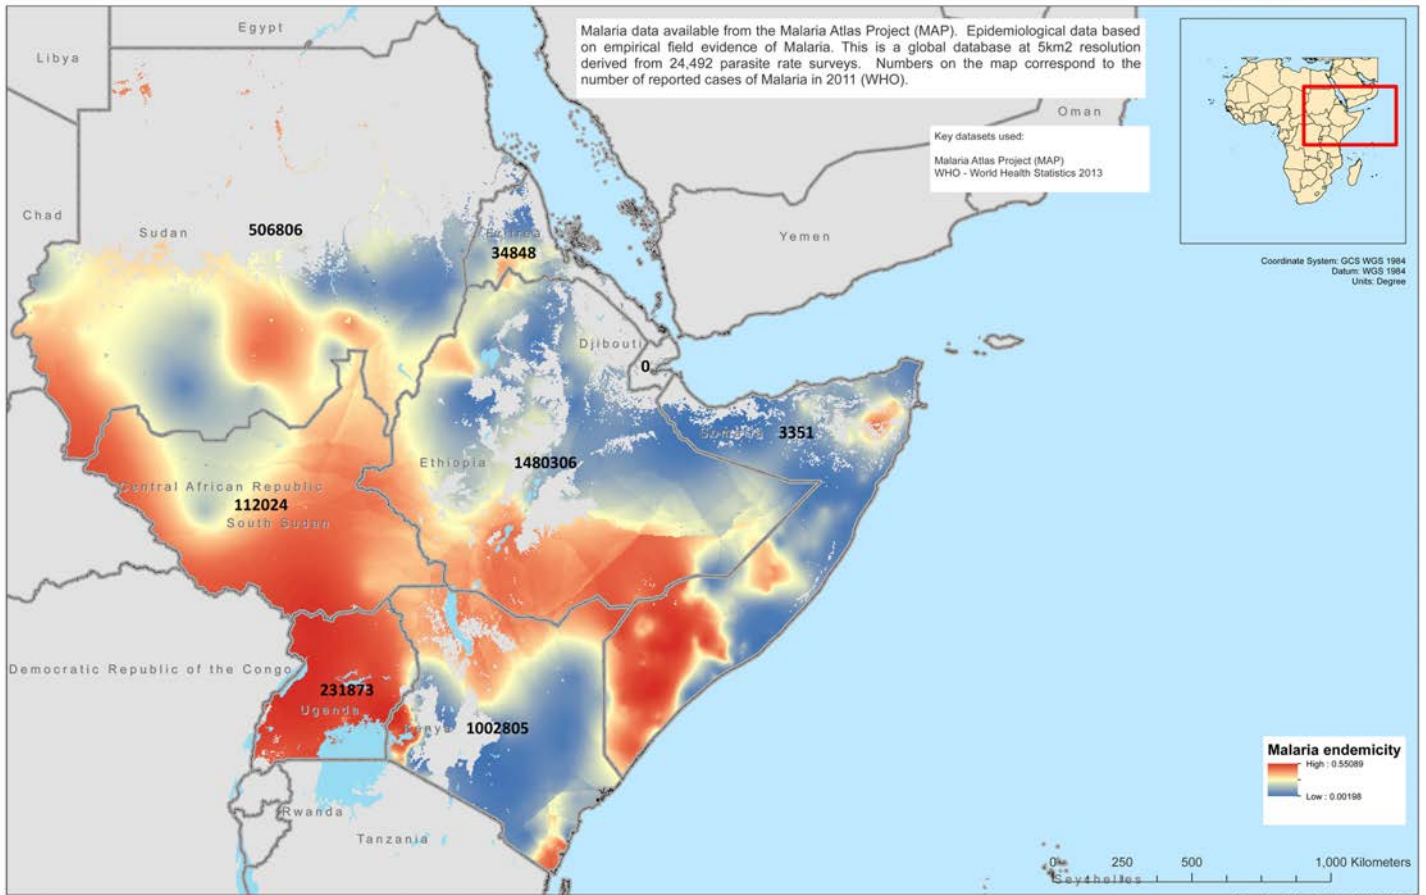 Egypt
Libya
Malaria data available from the Malaria Atlas Project (MAP). Epidemiological data based
on empirical field evidence of Malaria. This is a global database at 5km2 resolution
derived from 24,492 parasite rate surveys. Numbers on the map correspond to the
number of reported cases of Malaria in 2011 (WHO).
Oman
Key datasets used:
Malaria Atlas Project (MAP)
WHO - World Health Statistics 2013
Chad
Sudan
506806
Eritrea
34848
Yemen
Coordinate System: GCS WGS 1984
Datum: WGS 1984
Units: Degree
Djibouti
0
Somalia
3351
Ethiopia
1480306
Central African Republic
112024
South Sudan
Democratic Republic of the Congo
231873
Uganda
Kenya
1002805
Malaria endemicity
High : 0.55089
Low : 0.00198
Rwanda
Tanzania
0 250 500 1,000 Kilometers
Seychelles